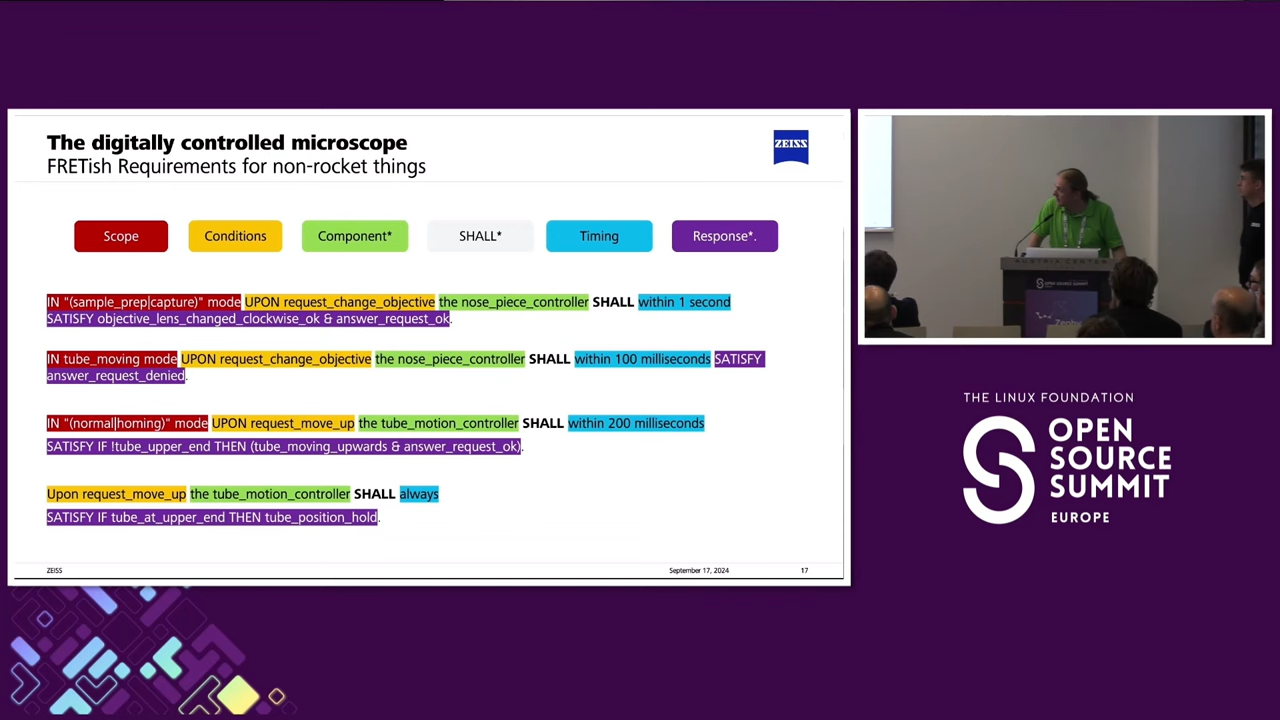 The digitally controlled microscope
FRETish Requirements for non-rocket things
ZEISS
Scope
Conditions
Component*
SHALL*
Timing
Response*.
IN "(sample_prep|capture)" mode UPON request_change_objective the nose_piece_controller SHALL within 1 second
SATISFY objective_lens_changed_clockwise_ok & answer_request_ok.
IN tube_moving mode UPON request_change_objective the nose_piece_controller SHALL within 100 milliseconds SATISFY
answer_request_denied.
IN "(normal|homing)" mode UPON request_move_up the tube_motion_controller SHALL within 200 milliseconds
SATISFY IF !tube_upper_end THEN (tube_moving_upwards & answer_request_ok).
Upon request_move_up the tube_motion_controller SHALL always
SATISFY IF tube_at_upper_end THEN tube_position_hold.
ZEISS
September 17, 2024
17
AUSTRIA CENTER
THE LINUX FOUNDATION
OPEN
SOURCE
SUMMIT
EUROPE